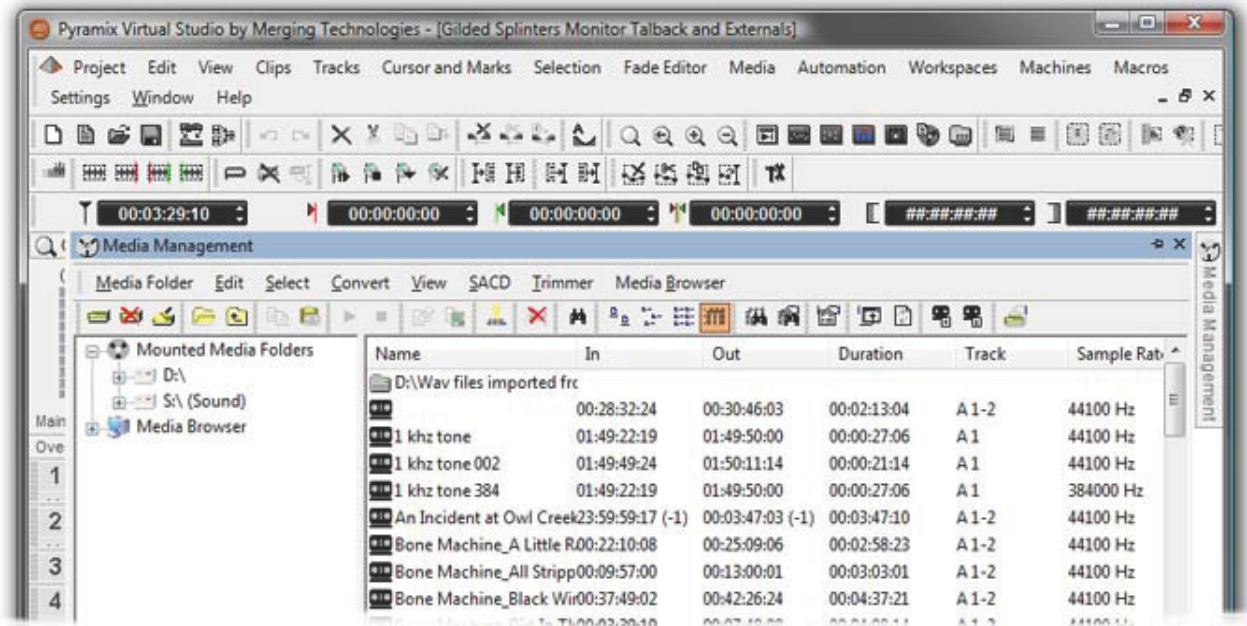 Pyramix Virtual Studio by Merging Technologies - [Gilded Splinters Monitor Talback and Externals]
Project Edit View Clips Tracks Cursor and Marks Selection Fade Editor Media Automation Workspaces Machines Macros
Settings Window Help
00:03:29:10 00:00:00:00 00:00:00:00 00:00:00:00 ##:##:##:## ##:##:##:##
Media Management
Media Folder Edit Select Convert View SACD Trimmer Media Browser
Mounted Media Folders
D:\
S:\ (Sound)
Media Browser
Name In Out Duration Track Sample Rat
D:\Wav files imported frc
00:28:32:24 00:30:46:03 00:02:13:04 A 1-2 44100 Hz
1 khz tone 01:49:22:19 01:49:50:00 00:00:27:06 A 1 44100 Hz
1 khz tone 002 01:49:49:24 01:50:11:14 00:00:21:14 A 1 44100 Hz
1 khz tone 384 01:49:22:19 01:49:50:00 00:00:27:06 A 1 384000 Hz
An Incident at Owl Creek 23:59:59:17 (-1) 00:03:47:03 (-1) 00:03:47:10 A 1-2 44100 Hz
Bone Machine_A Little R 00:22:10:08 00:25:09:06 00:02:58:23 A 1-2 44100 Hz
Bone Machine_All Stripp 00:09:57:00 00:13:00:01 00:03:03:01 A 1-2 44100 Hz
Bone Machine_Black Wir 00:37:49:02 00:42:26:24 00:04:37:21 A 1-2 44100 Hz
Media Management
Main
Ove
1
2
3
4